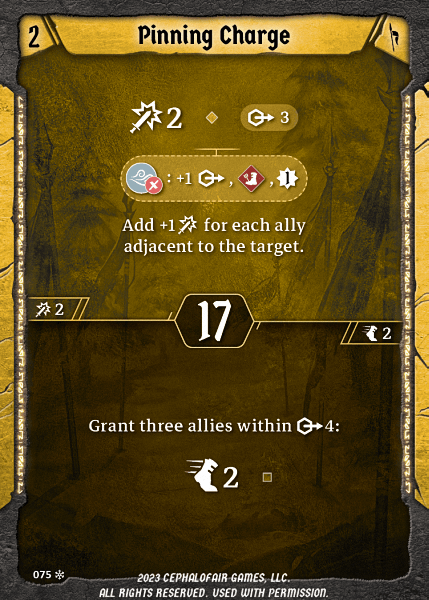 2
Pinning Charge
2 3
: +1 , ,
Add +1 for each ally
adjacent to the target.
2
17
2
Grant three allies within 4:
2
075
2023 CEPHALOFAIR GAMES, LLC.
ALL RIGHTS RESERVED. USED WITH PERMISSION.